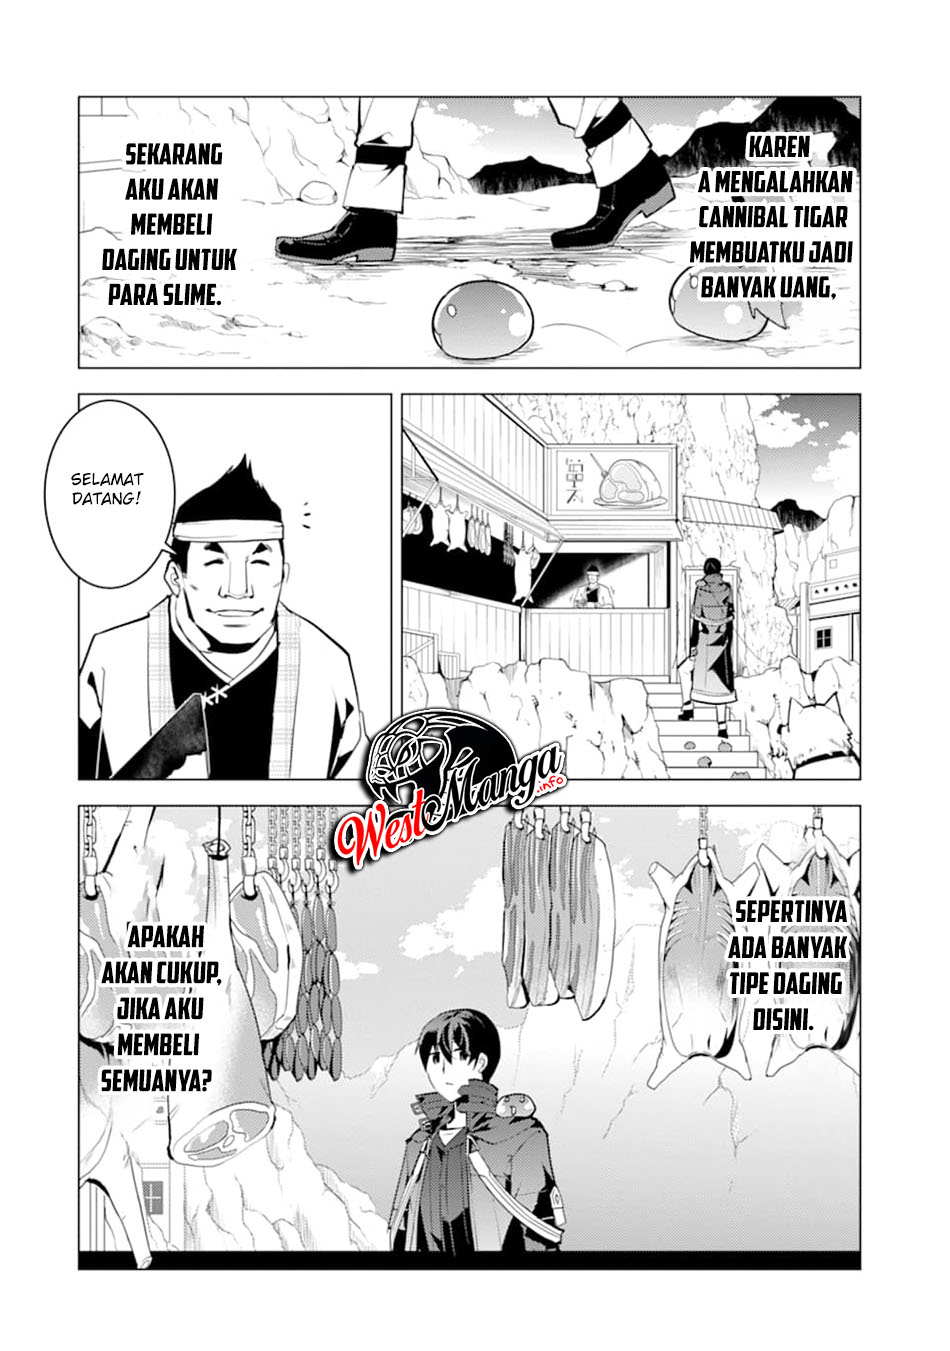 KAREN
A MENGALAHKAN
CANNIBAL TIGAR
MEMBUATKU JADI
BANYAK UANG,
SEKARANG
AKU AKAN
MEMBELI
DAGING UNTUK
PARA SLIME.
SELAMAT
DATANG!
WestManga
.info
SEPERTINYA
ADA BANYAK
TIPE DAGING
DISINI.
APAKAH
AKAN CUKUP,
JIKA AKU
MEMBELI
SEMUANYA?